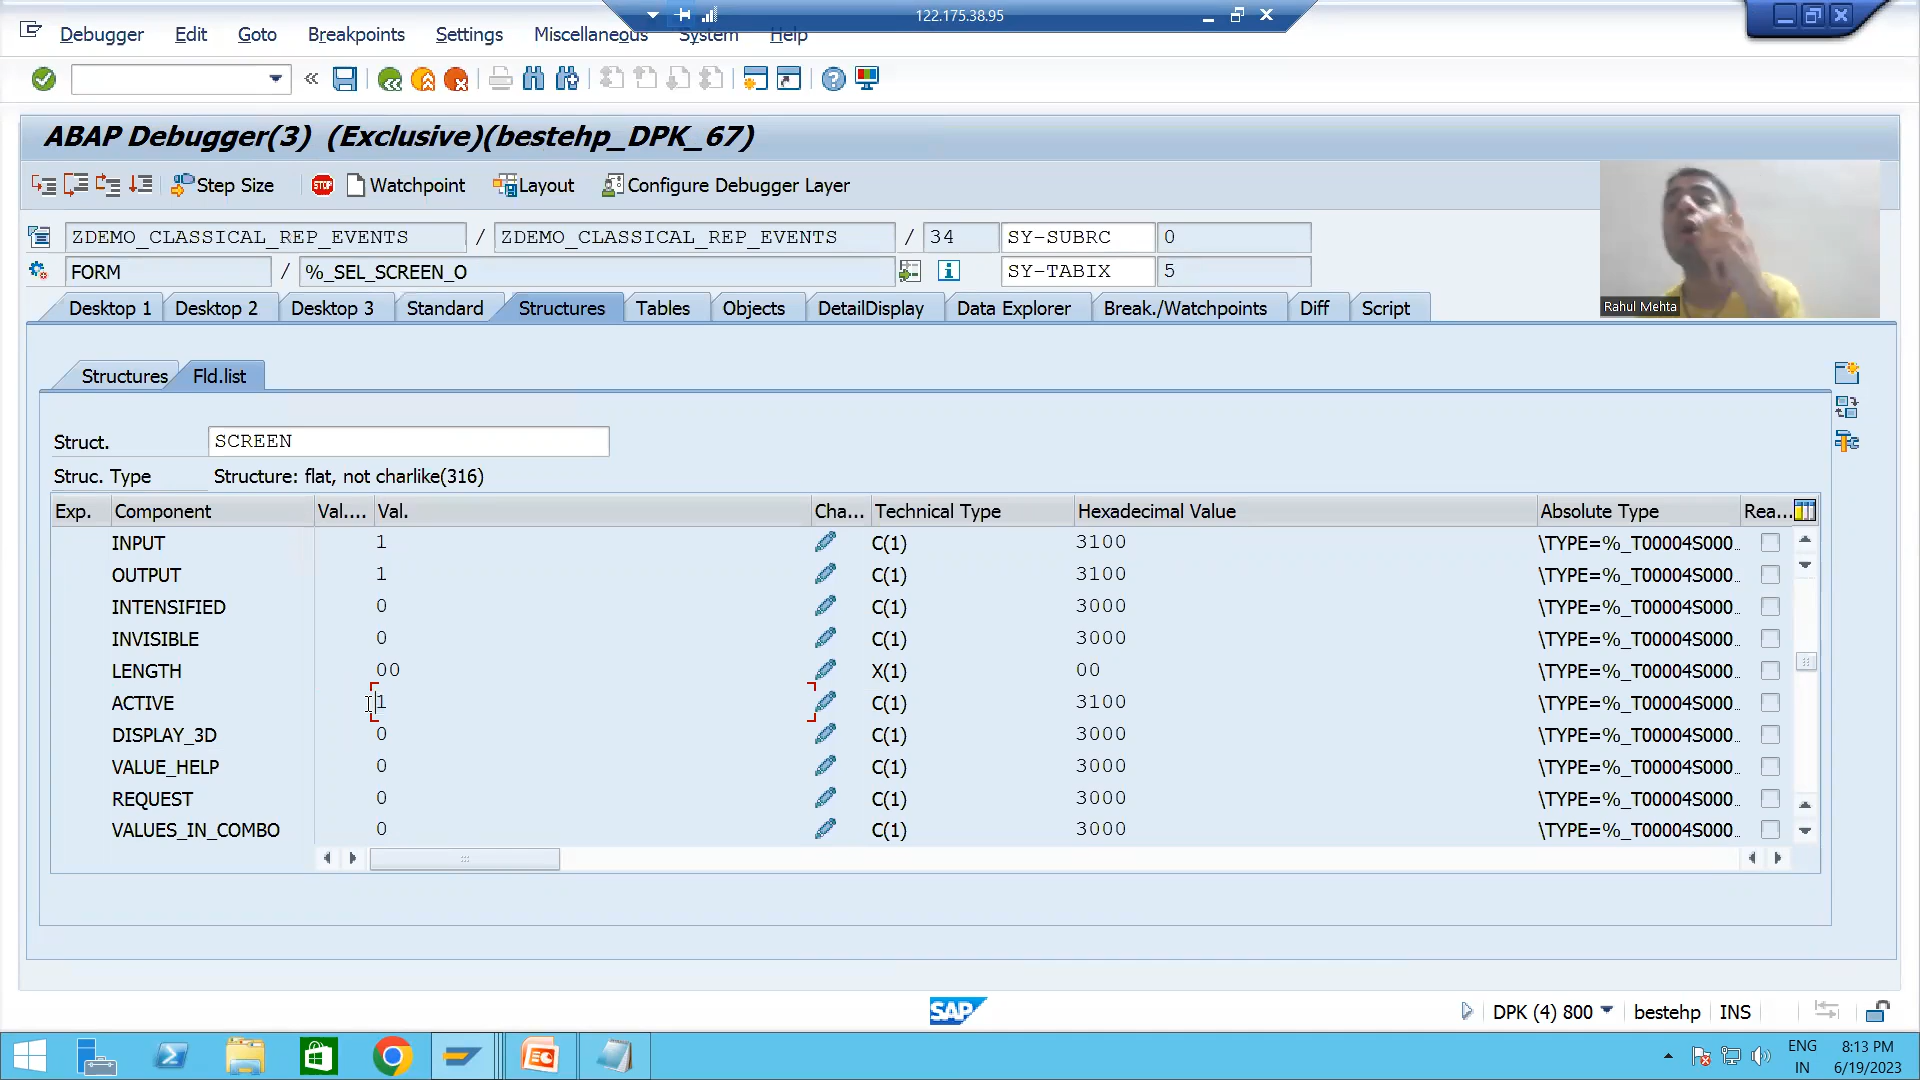 122.175.38.95
Debugger Edit Goto Breakpoints Settings Miscellaneous System Help
ABAP Debugger(3) (Exclusive)(bestehp_DPK_67)
Step Size STOP Watchpoint Layout Configure Debugger Layer
ZDEMO_CLASSICAL_REP_EVENTS / ZDEMO_CLASSICAL_REP_EVENTS / 34 SY-SUBRC 0
FORM / %_SEL_SCREEN_O SY-TABIX 5
Rahul Mehta
Desktop 1 Desktop 2 Desktop 3 Standard Structures Tables Objects DetailDisplay Data Explorer Break./Watchpoints Diff Script
Structures Fld.list
Struct. SCREEN
Struc. Type Structure: flat, not charlike(316)
Exp. Component Val.... Val. Cha... Technical Type Hexadecimal Value Absolute Type Rea...
INPUT 1 C(1) 3100 \TYPE=%_T00004S000...
OUTPUT 1 C(1) 3100 \TYPE=%_T00004S000...
INTENSIFIED 0 C(1) 3000 \TYPE=%_T00004S000...
INVISIBLE 0 C(1) 3000 \TYPE=%_T00004S000...
LENGTH 00 X(1) 00 \TYPE=%_T00004S000...
ACTIVE 1 C(1) 3100 \TYPE=%_T00004S000...
DISPLAY_3D 0 C(1) 3000 \TYPE=%_T00004S000...
VALUE_HELP 0 C(1) 3000 \TYPE=%_T00004S000...
REQUEST 0 C(1) 3000 \TYPE=%_T00004S000...
VALUES_IN_COMBO 0 C(1) 3000 \TYPE=%_T00004S000...
SAP DPK (4) 800 bestehp INS
ENG 8:13 PM
IN 6/19/2023